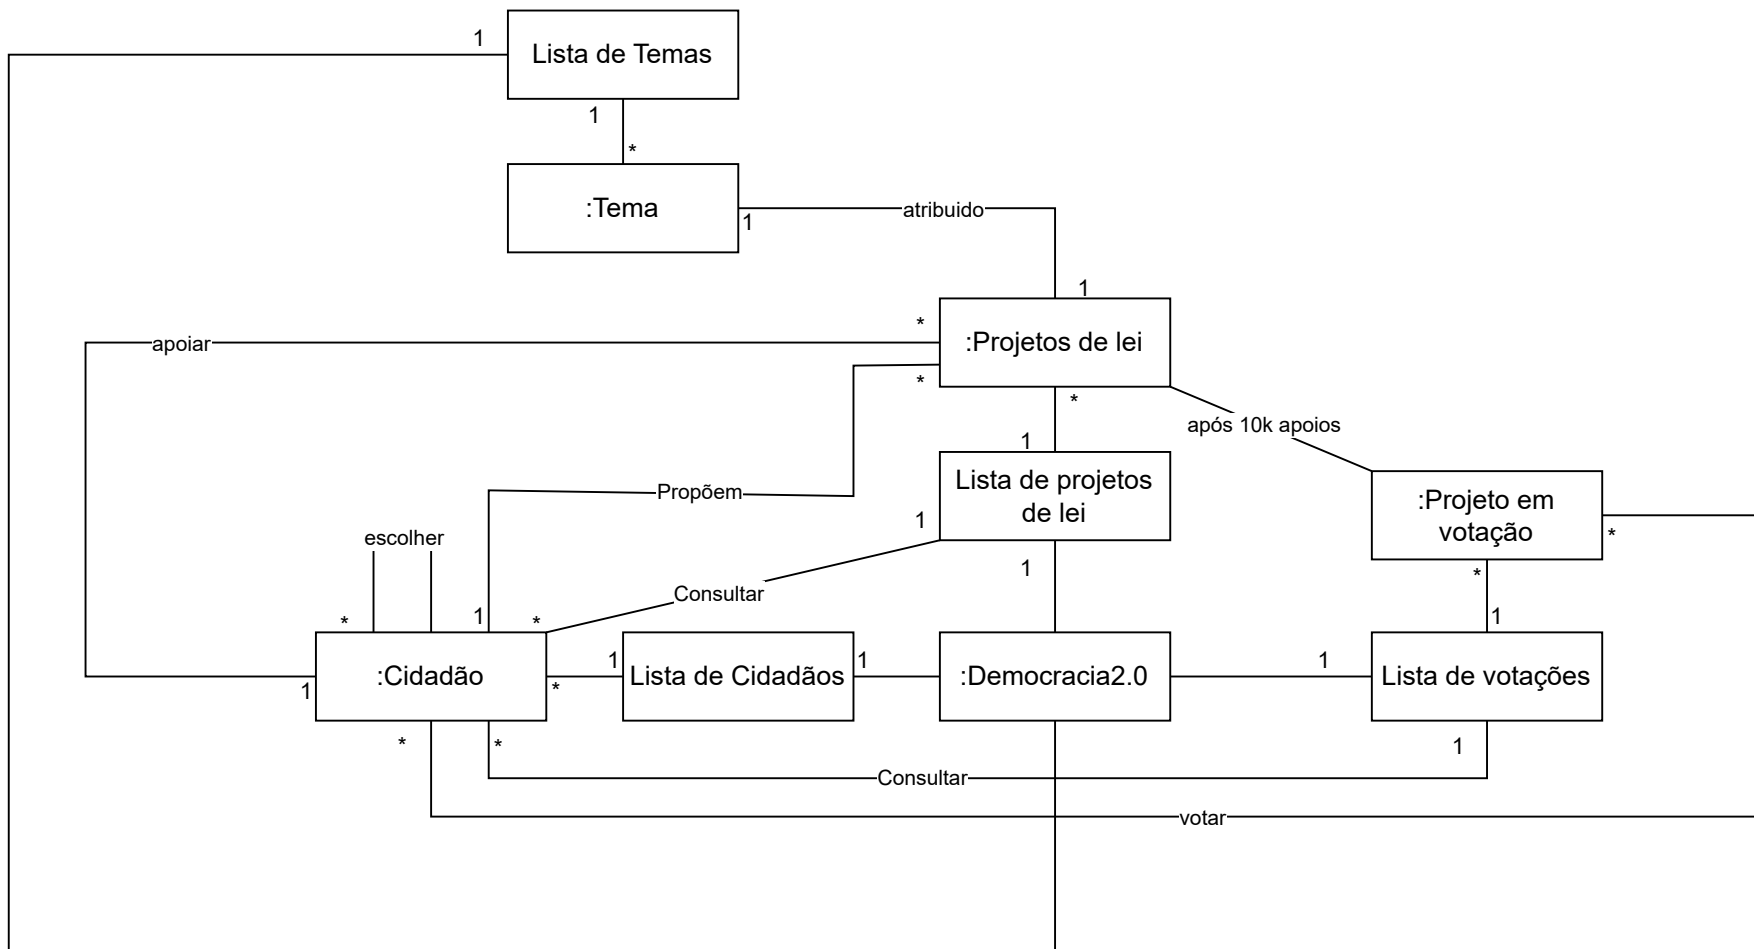 1
Lista de Temas
1
*
:Tema
1
atribuido
1
*
apoiar
:Projetos de lei
*
*
após 10k apoios
1
Lista de projetos
de lei
Propõem
1
:Projeto em
votação
*
escolher
1
*
Consultar
*
1
*
1
:Cidadão
1
*
1
Lista de Cidadãos
1
:Democracia2.0
1
Lista de votações
*
*
1
Consultar
votar